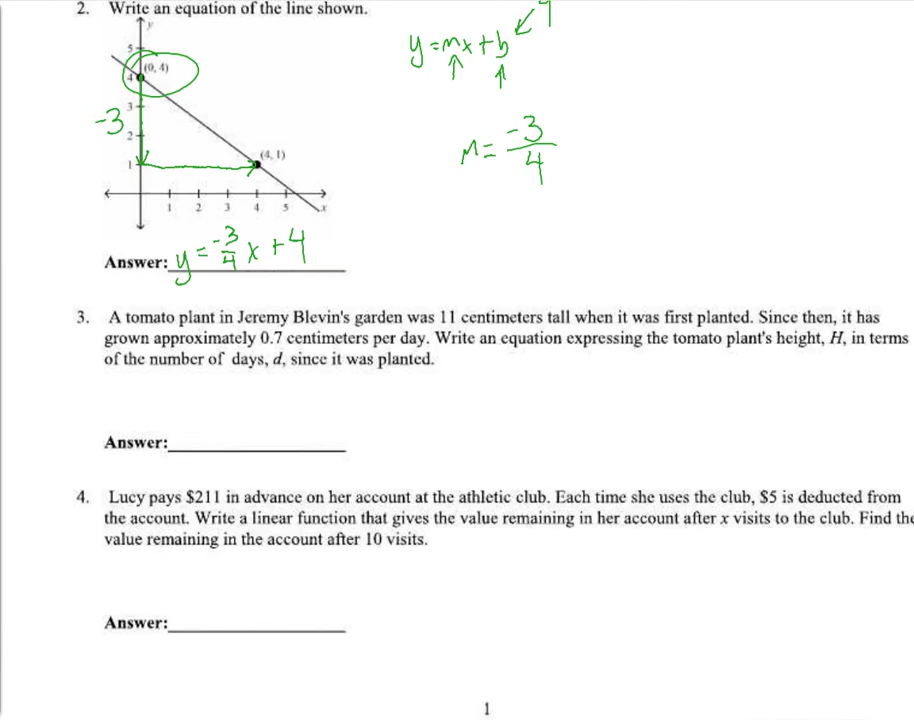 2. Write an equation of the line shown.
y
y = mx + b
5
(0, 4)
4
3
-3
2
m = -3/4
(4, 1)
1
1 2 3 4 5 x
Answer: y = -3/4 x + 4
3. A tomato plant in Jeremy Blevin's garden was 11 centimeters tall when it was first planted. Since then, it has
grown approximately 0.7 centimeters per day. Write an equation expressing the tomato plant's height, H, in terms
of the number of days, d, since it was planted.
Answer:
4. Lucy pays $211 in advance on her account at the athletic club. Each time she uses the club, $5 is deducted from
the account. Write a linear function that gives the value remaining in her account after x visits to the club. Find the
value remaining in the account after 10 visits.
Answer:
1